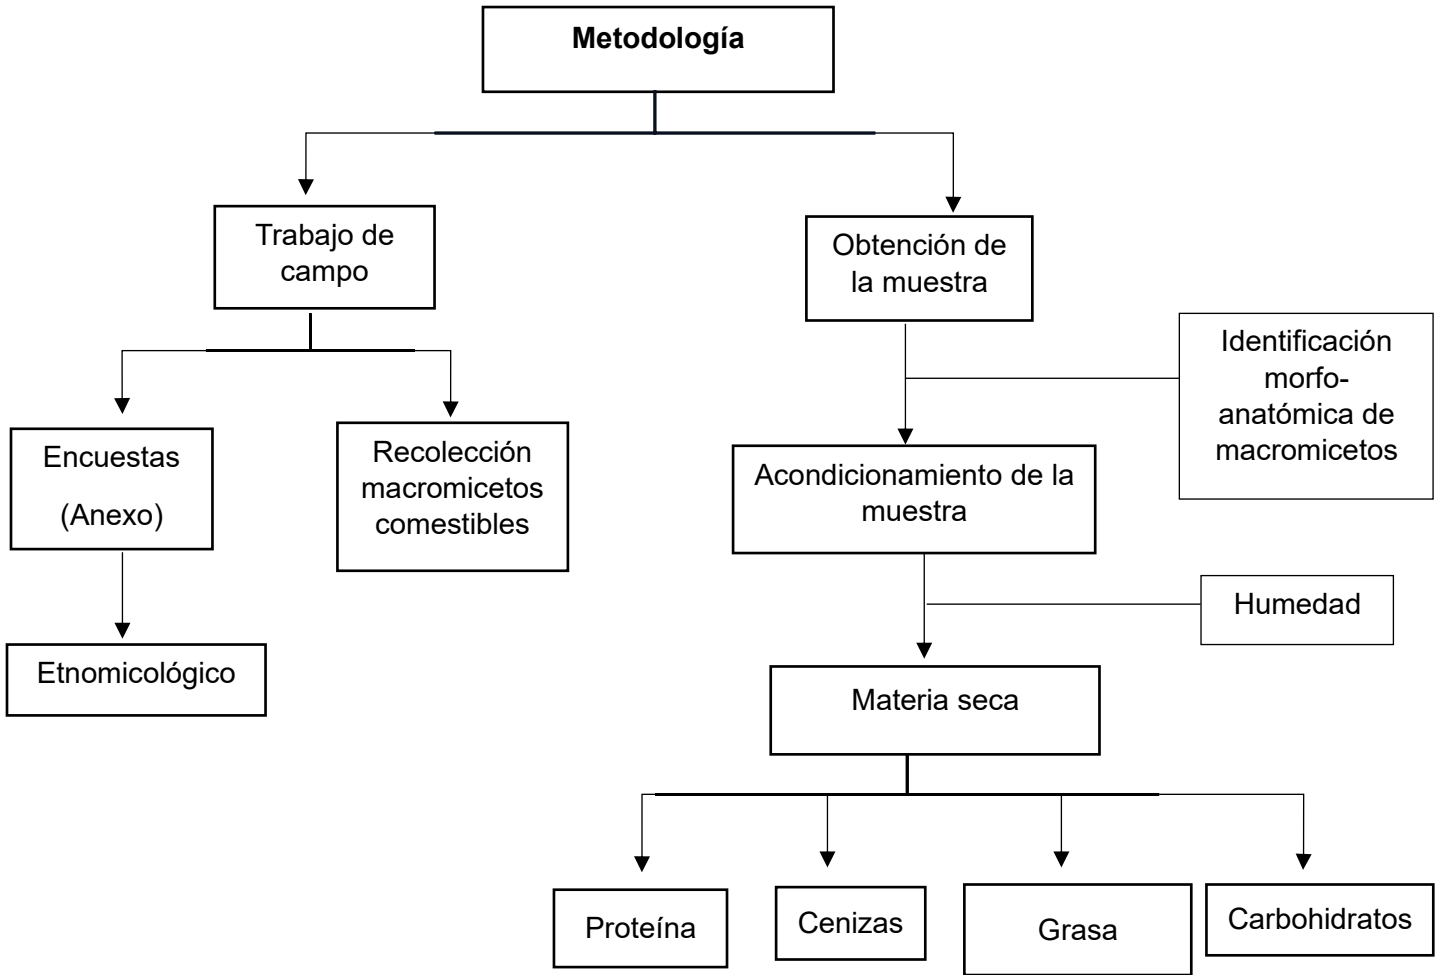 Metodología
Trabajo de
campo
Obtención de
la muestra
Identificación
morfo-
anatómica de
macromicetos
Encuestas
(Anexo)
Recolección
macromicetos
comestibles
Acondicionamiento de la
muestra
Humedad
Etnomicológico
Materia seca
Proteína
Cenizas
Grasa
Carbohidratos